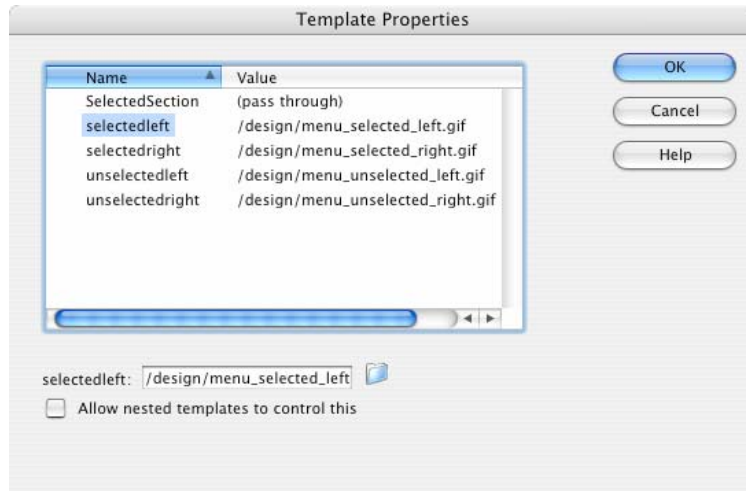 Template Properties
Name Value
SelectedSection (pass through)
selectedleft /design/menu_selected_left.gif
selectedright /design/menu_selected_right.gif
unselectedleft /design/menu_unselected_left.gif
unselectedright /design/menu_unselected_right.gif
OK
Cancel
Help
selectedleft: /design/menu_selected_left
Allow nested templates to control this